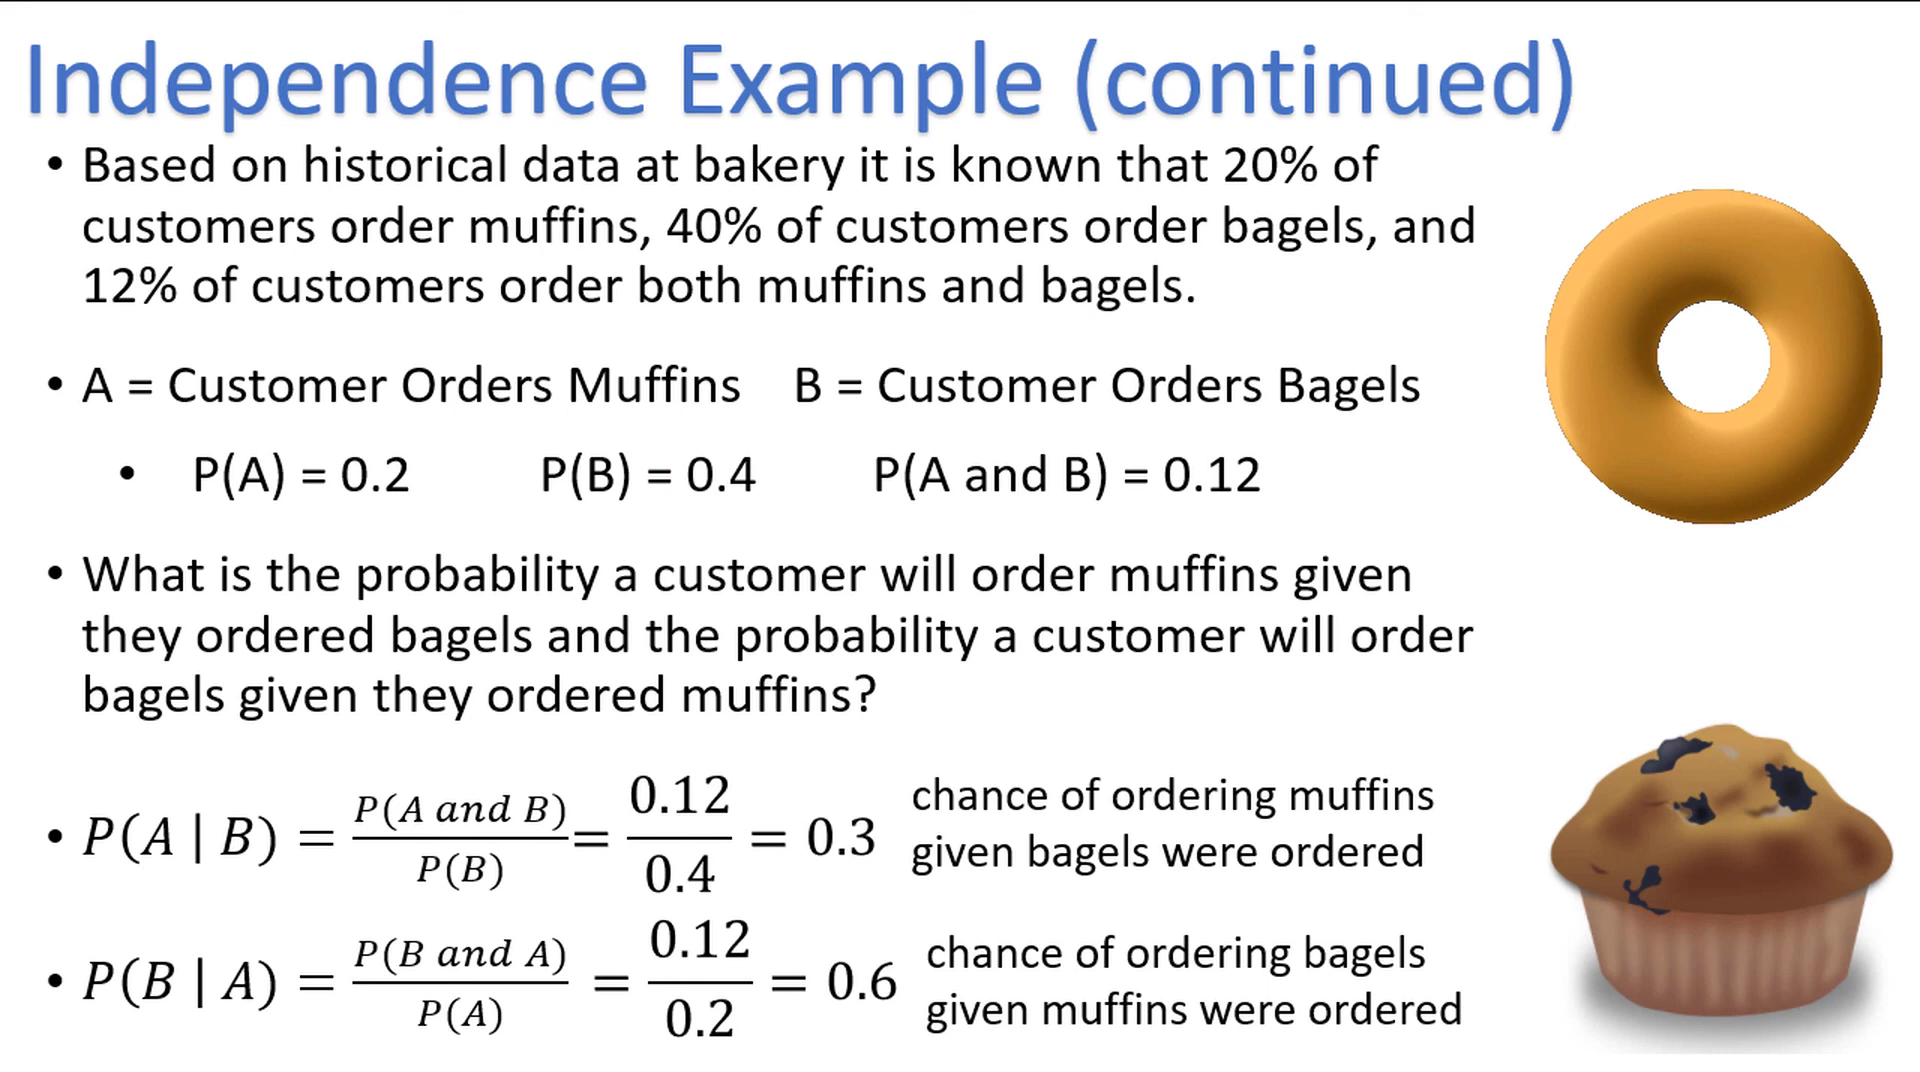 Independence Example (continued)
• Based on historical data at bakery it is known that 20% of
customers order muffins, 40% of customers order bagels, and
12% of customers order both muffins and bagels.
• A = Customer Orders Muffins B = Customer Orders Bagels
• P(A) = 0.2 P(B) = 0.4 P(A and B) = 0.12
• What is the probability a customer will order muffins given
they ordered bagels and the probability a customer will order
bagels given they ordered muffins?
• P(A | B) = P(A and B)/P(B) = 0.12/0.4 = 0.3
chance of ordering muffins
given bagels were ordered
• P(B | A) = P(B and A)/P(A) = 0.12/0.2 = 0.6
chance of ordering bagels
given muffins were ordered